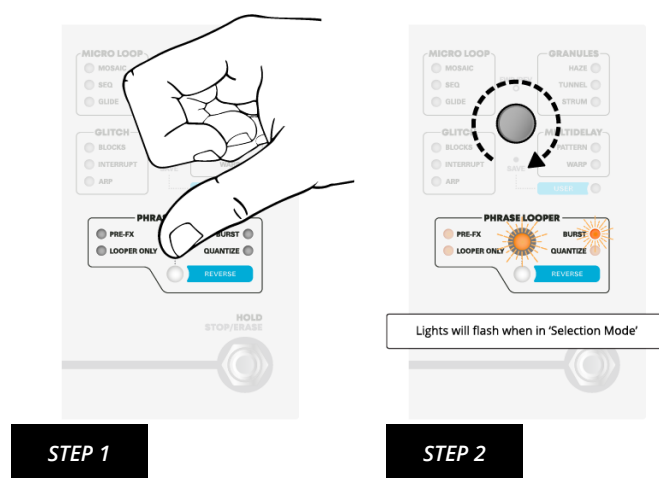 MICRO LOOP
MOSAIC
SEQ
GLIDE
GLITCH
BLOCKS
INTERRUPT
ARP
WARP
PHRA
PRE-FX
BURST
LOOPER ONLY
QUANTIZE
REVERSE
HOLD
STOP/ERASE
STEP 1
MICRO LOOP
GRANULES
MOSAIC
HAZE
SEQ
TUNNEL
GLIDE
STRUM
GLITC
MULTIDELAY
BLOCKS
PATTERN
INTERRUPT
WARP
ARP
SAVE
USER
PHRASE LOOPER
PRE-FX
BURST
LOOPER ONLY
QUANTIZE
REVERSE
Lights will flash when in ‘Selection Mode’
STEP 2